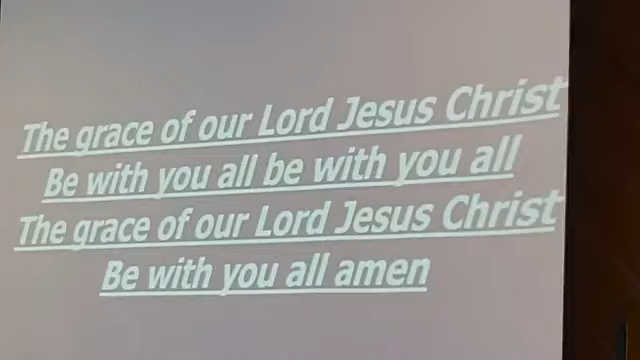 The grace of our Lord Jesus Christ
Be with you all be with you all
The grace of our Lord Jesus Christ
Be with you all amen